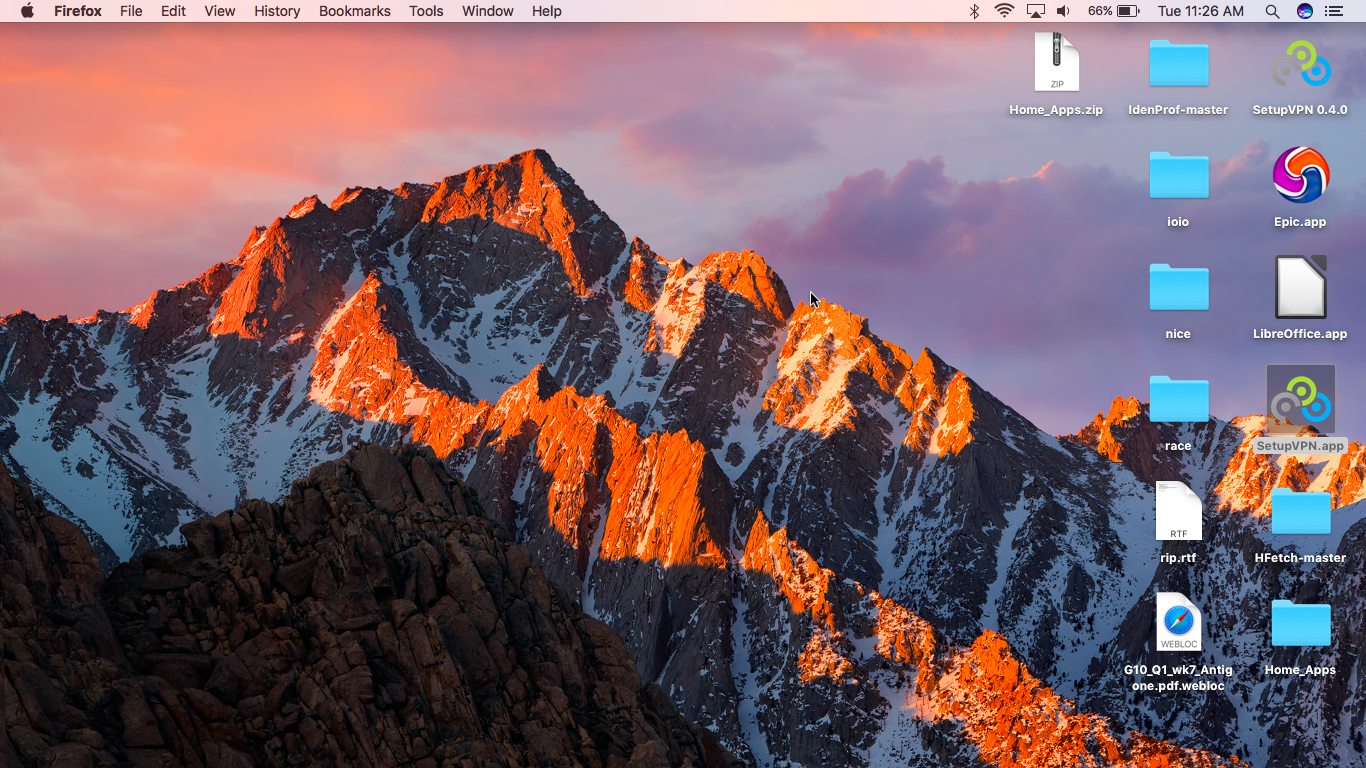 Firefox File Edit View History Bookmarks Tools Window Help 66% Tue 11:26 AM
ZIP
Home_Apps.zip IdenProf-master SetupVPN 0.4.0
ioio Epic.app
nice LibreOffice.app
race SetupVPN.app
RTF
rip.rtf HFetch-master
WEBLOC
G10_Q1_wk7_Antig Home_Apps
one.pdf.webloc